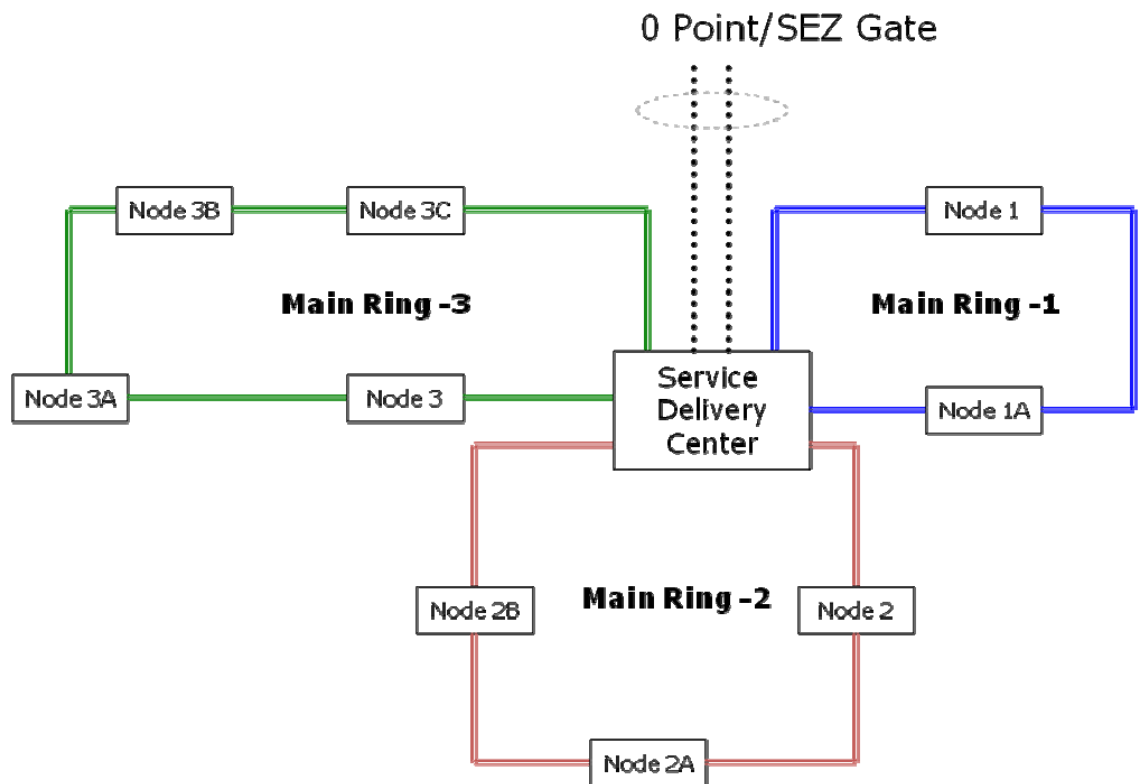 0 Point/SEZ Gate
Node 3B
Node 3C
Node 1
Main Ring -3
Main Ring -1
Service
Delivery
Center
Node 3A
Node 3
Node 1A
Node 2B
Main Ring -2
Node 2
Node 2A